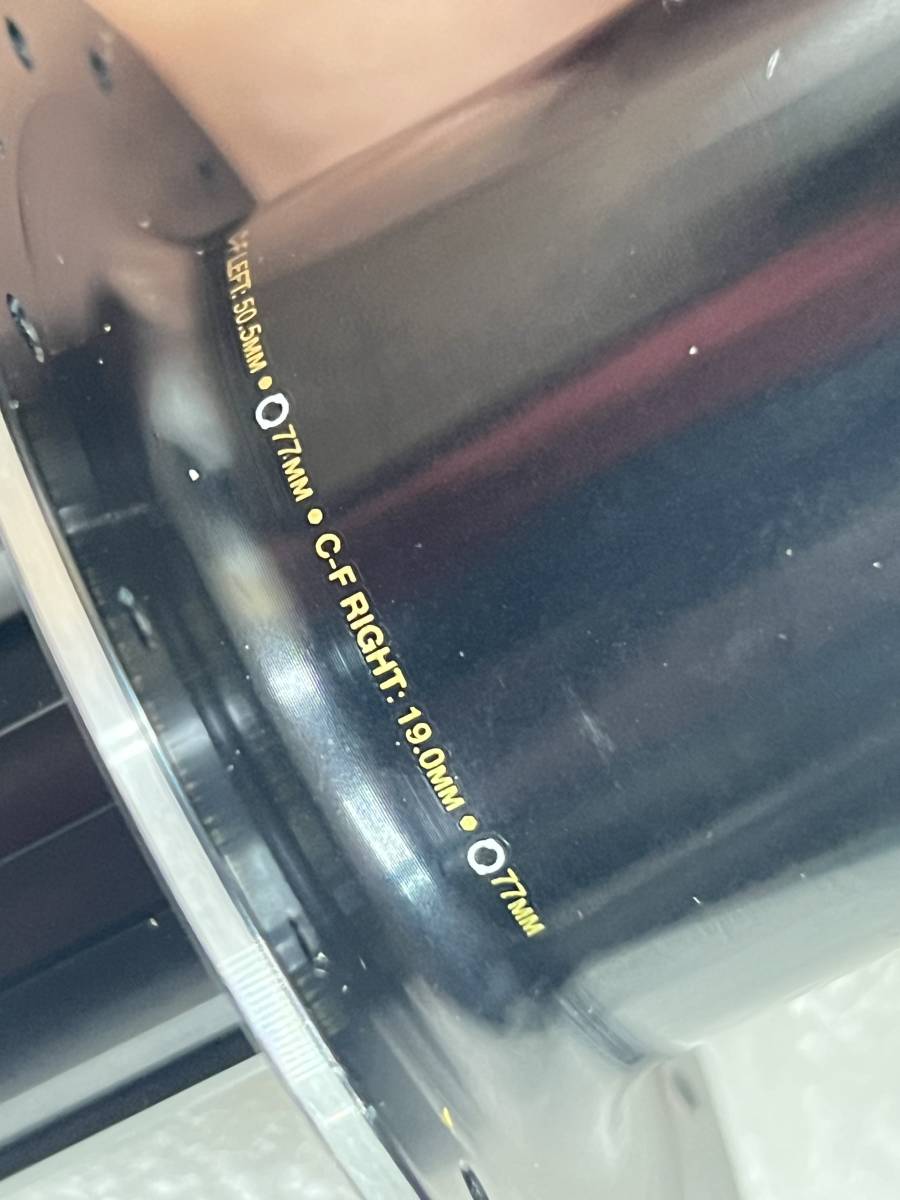 C-F LEFT: 50.5MM • O 77MM • C-F RIGHT: 19.0MM • O 77MM